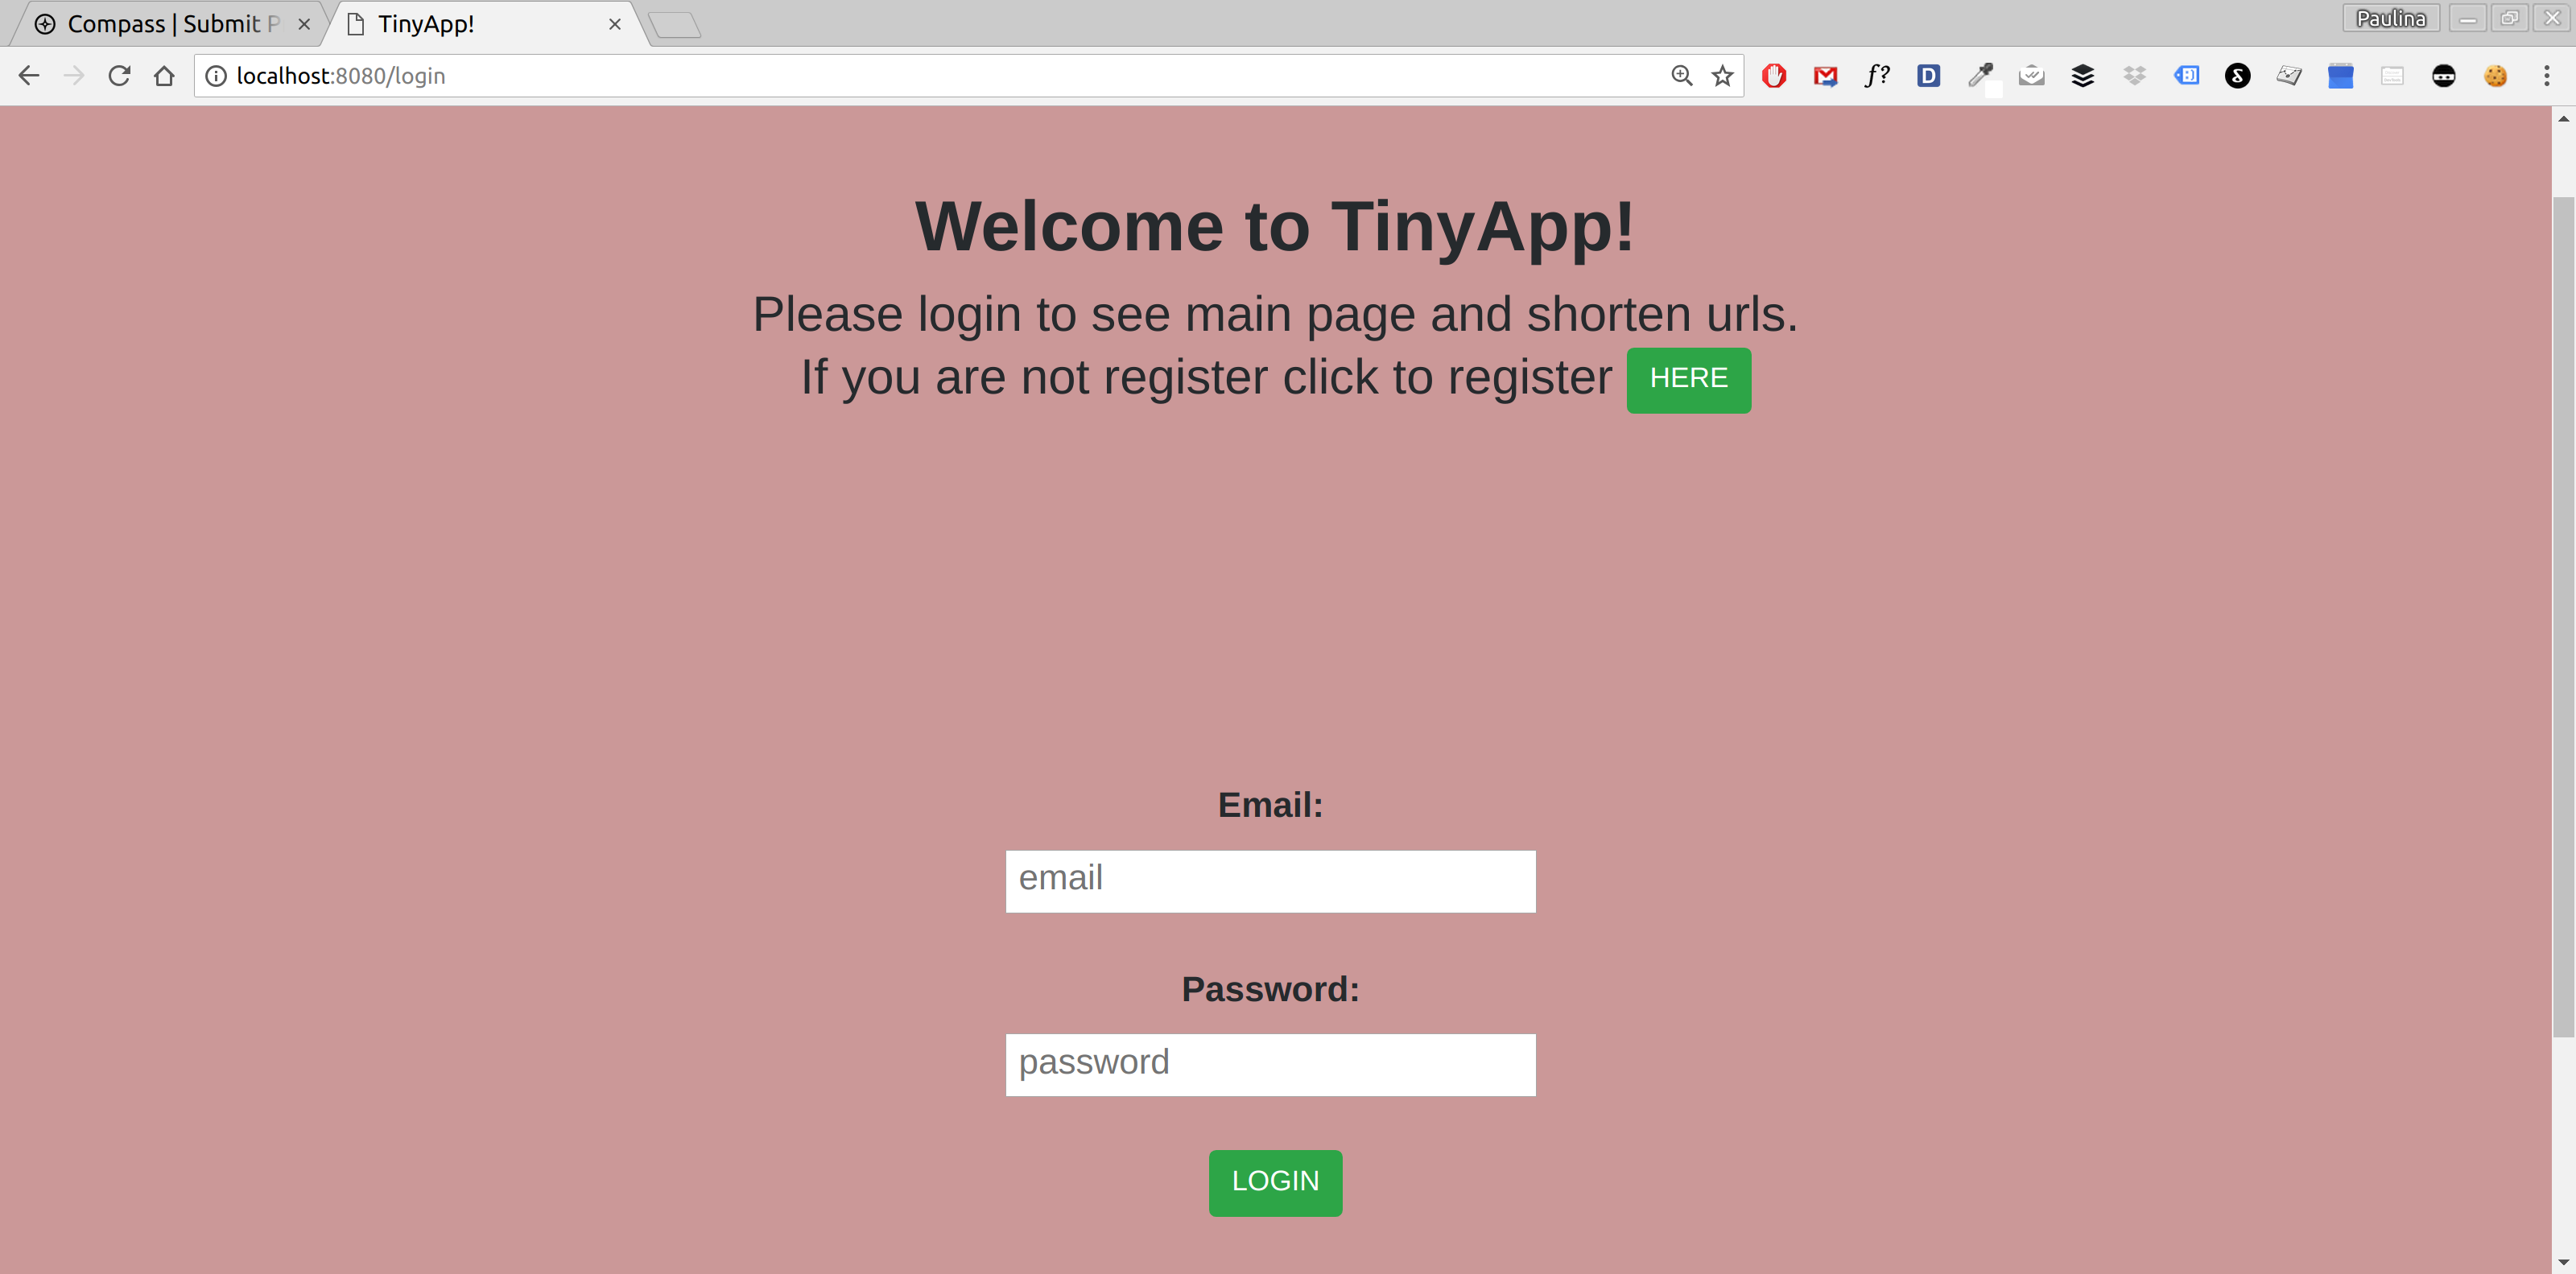 Compass | Submit P
TinyApp!
Paulina
localhost:8080/login
f?
D
Welcome to TinyApp!
Please login to see main page and shorten urls.
If you are not register click to register HERE
Email:
email
Password:
password
LOGIN